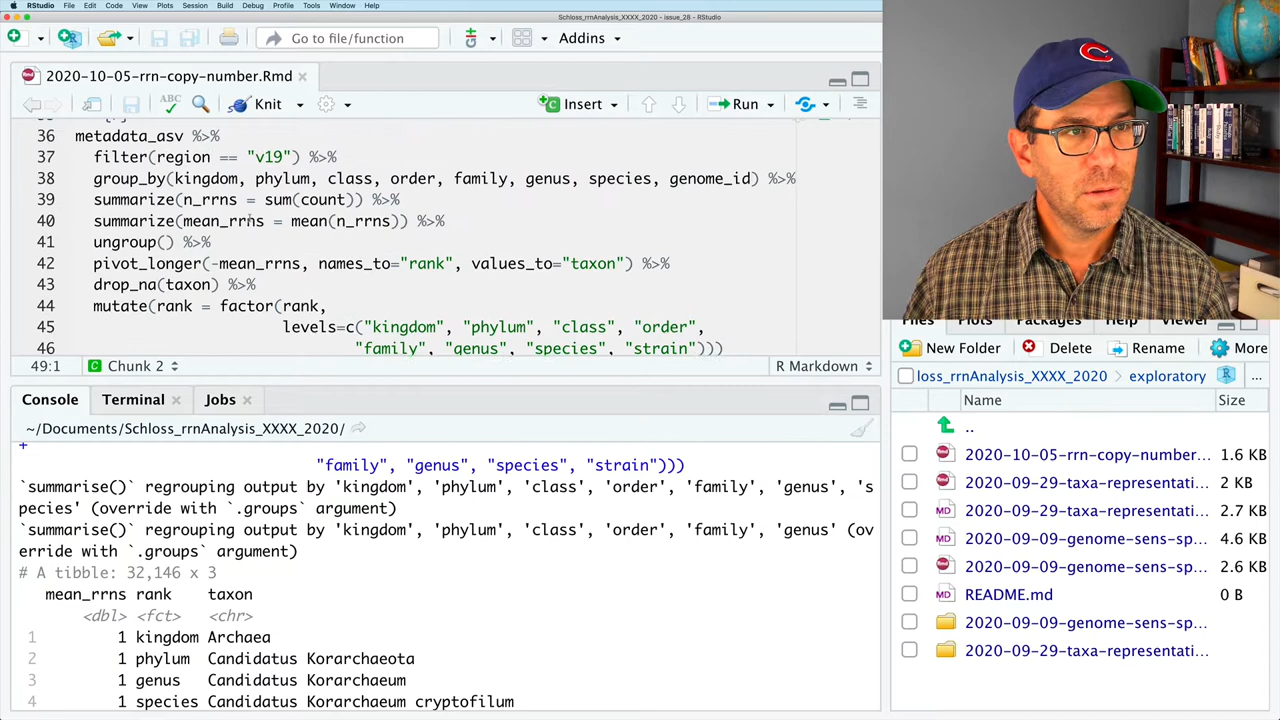 RStudio File Edit Code View Plots Session Build Debug Profile Tools Window Help
Schloss_rrnAnalysis_XXXX_2020 - issue_28 - RStudio
Go to file/function
Addins
2020-10-05-rrn-copy-number.Rmd
ABC Knit Insert Run
36 metadata_asv %>%
37 filter(region == "v19") %>%
38 group_by(kingdom, phylum, class, order, family, genus, species, genome_id) %>%
39 summarize(n_rrns = sum(count)) %>%
40 summarize(mean_rrns = mean(n_rrns)) %>%
41 ungroup() %>%
42 pivot_longer(-mean_rrns, names_to="rank", values_to="taxon") %>%
43 drop_na(taxon) %>%
44 mutate(rank = factor(rank,
45 levels=c("kingdom", "phylum", "class", "order",
46 "family", "genus", "species", "strain")))
49:1 Chunk 2 R Markdown
Console Terminal Jobs
~/Documents/Schloss_rrnAnalysis_XXXX_2020/
+
"family", "genus", "species", "strain")))
`summarise()` regrouping output by 'kingdom', 'phylum', 'class', 'order', 'family', 'genus', 's
pecies' (override with `.groups` argument)
`summarise()` regrouping output by 'kingdom', 'phylum', 'class', 'order', 'family', 'genus' (ov
erride with `.groups` argument)
# A tibble: 32,146 x 3
mean_rrns rank taxon
<dbl> <fct> <chr>
1 1 kingdom Archaea
2 1 phylum Candidatus Korarchaeota
3 1 genus Candidatus Korarchaeum
4 1 species Candidatus Korarchaeum cryptofilum
C
Files Plots Packages Help Viewer
New Folder Delete Rename More
loss_rrnAnalysis_XXXX_2020 exploratory ...
Name Size
..
2020-10-05-rrn-copy-number... 1.6 KB
2020-09-29-taxa-representati... 2 KB
2020-09-29-taxa-representati... 2.7 KB
2020-09-09-genome-sens-sp... 4.6 KB
2020-09-09-genome-sens-sp... 2.6 KB
README.md 0 B
2020-09-09-genome-sens-sp...
2020-09-29-taxa-representati...